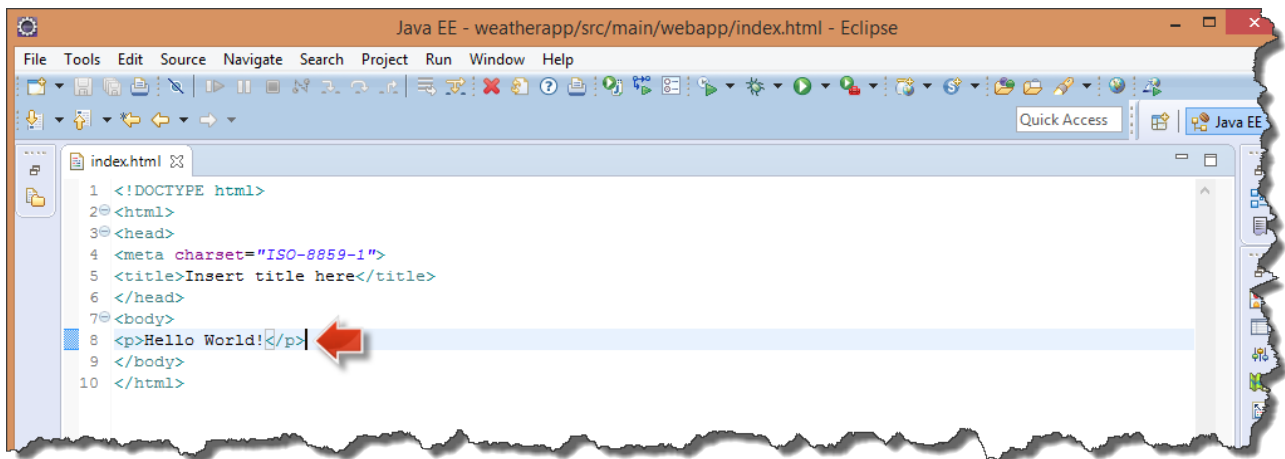 Java EE - weatherapp/src/main/webapp/index.html - Eclipse
File Tools Edit Source Navigate Search Project Run Window Help
Quick Access
Java EE
index.html
1 <!DOCTYPE html>
2 <html>
3 <head>
4 <meta charset="ISO-8859-1">
5 <title>Insert title here</title>
6 </head>
7 <body>
8 <p>Hello World!</p>
9 </body>
10 </html>